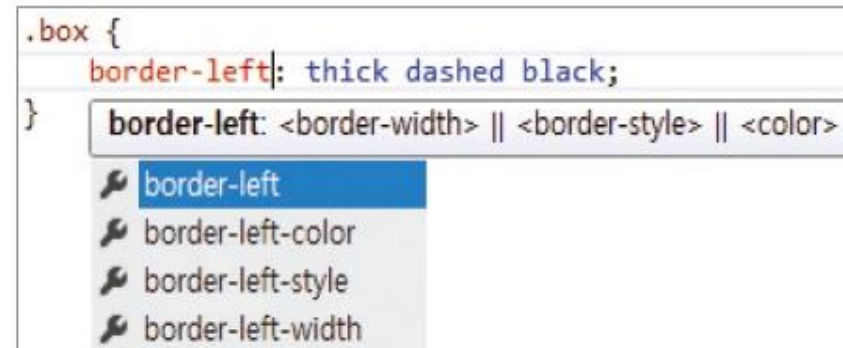 .box {
border-left: thick dashed black;
}
border-left: <border-width> || <border-style> || <color>
border-left
border-left-color
border-left-style
border-left-width